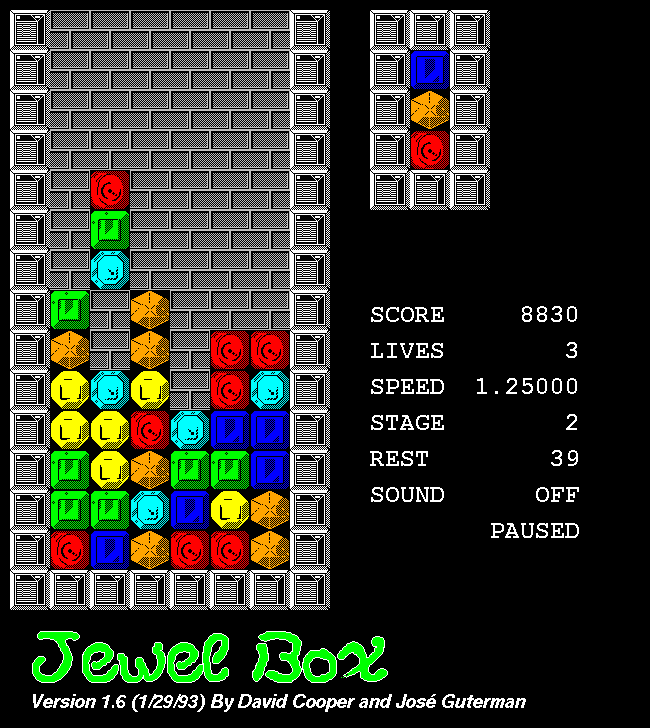 SCORE 8830
LIVES 3
SPEED 1.25000
STAGE 2
REST 39
SOUND OFF
PAUSED
Jewel Box
Version 1.6 (1/29/93) By David Cooper and José Guterman